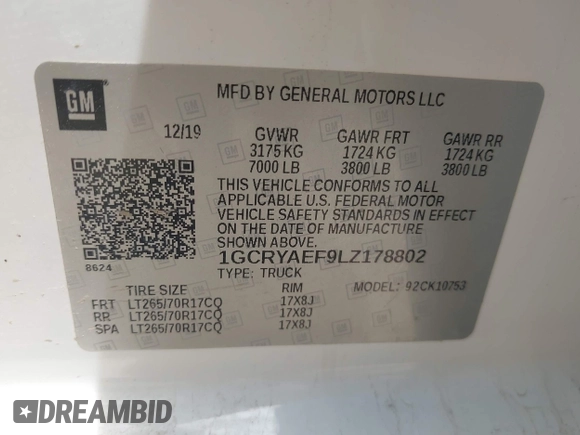 GM
MFD BY GENERAL MOTORS LLC
12/19 GVWR GAWR FRT GAWR RR
3175 KG 1724 KG 1724 KG
7000 LB 3800 LB 3800 LB
THIS VEHICLE CONFORMS TO ALL
APPLICABLE U.S. FEDERAL MOTOR
VEHICLE SAFETY STANDARDS IN EFFECT
ON THE DATE OF MANUFACTURE
SHOWN ABOVE.
1GCRYAEF9LZ178802
8624
TYPE: TRUCK MODEL: 92CK10753
TIRE SIZE RIM
FRT LT265/70R17CQ 17X8J
RR LT265/70R17CQ 17X8J
SPA LT265/70R17CQ 17X8J
DREAMBID